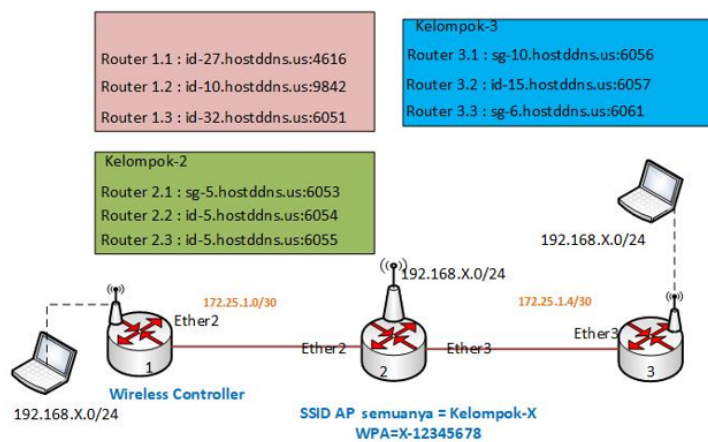 Router 1.1 : id-27.hostddns.us:4616
Router 1.2 : id-10.hostddns.us:9842
Router 1.3 : id-32.hostddns.us:6051
Kelompok-3
Router 3.1 : sg-10.hostddns.us:6056
Router 3.2 : id-15.hostddns.us:6057
Router 3.3 : sg-6.hostddns.us:6061
Kelompok-2
Router 2.1 : sg-5.hostddns.us:6053
Router 2.2 : id-5.hostddns.us:6054
Router 2.3 : id-5.hostddns.us:6055
192.168.X.0/24
192.168.X.0/24
172.25.1.0/30
172.25.1.4/30
Ether2
Ether2
Ether3
Ether3
1
2
3
Wireless Controller
192.168.X.0/24
SSID AP semuanya = Kelompok-X
WPA=X-12345678